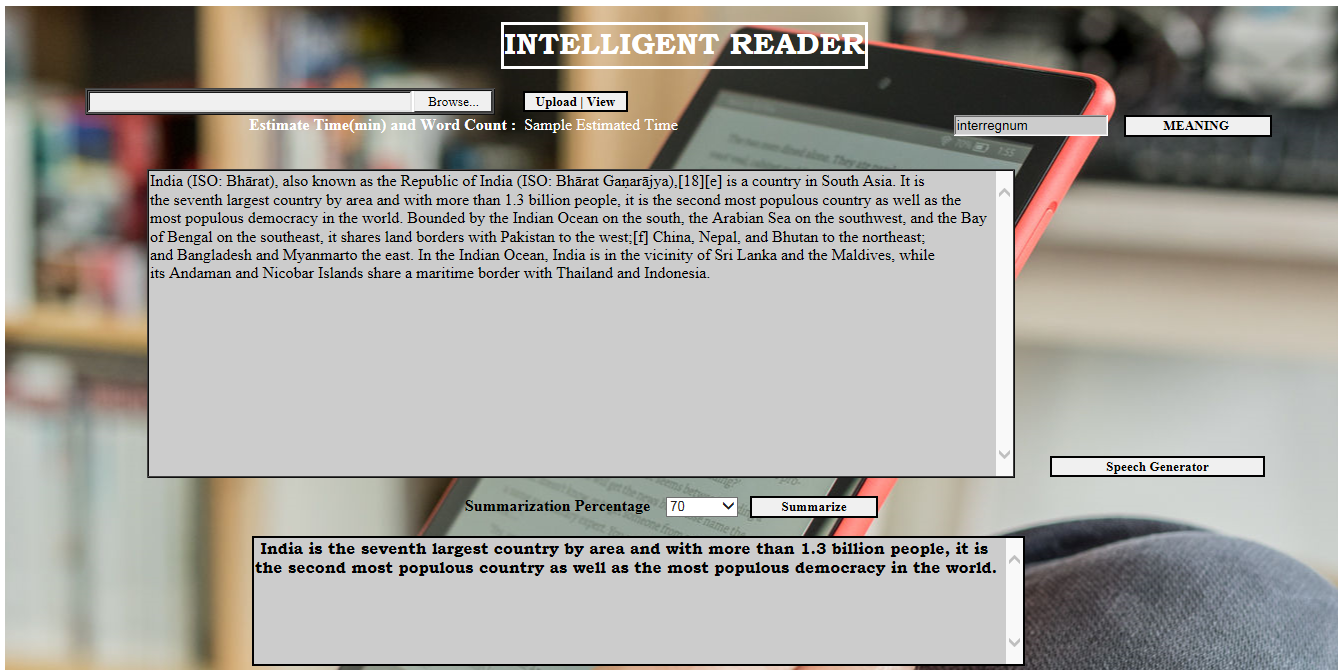 INTELLIGENT READER
Browse...
Upload | View
Estimate Time(min) and Word Count : Sample Estimated Time
interregnum
MEANING
India (ISO: Bhārat), also known as the Republic of India (ISO: Bhārat Gaṇarājya),[18][e] is a country in South Asia. It is
the seventh largest country by area and with more than 1.3 billion people, it is the second most populous country as well as the
most populous democracy in the world. Bounded by the Indian Ocean on the south, the Arabian Sea on the southwest, and the Bay
of Bengal on the southeast, it shares land borders with Pakistan to the west;[f] China, Nepal, and Bhutan to the northeast;
and Bangladesh and Myanmarto the east. In the Indian Ocean, India is in the vicinity of Sri Lanka and the Maldives, while
its Andaman and Nicobar Islands share a maritime border with Thailand and Indonesia.
Speech Generator
Summarization Percentage 70 Summarize
India is the seventh largest country by area and with more than 1.3 billion people, it is
the second most populous country as well as the most populous democracy in the world.